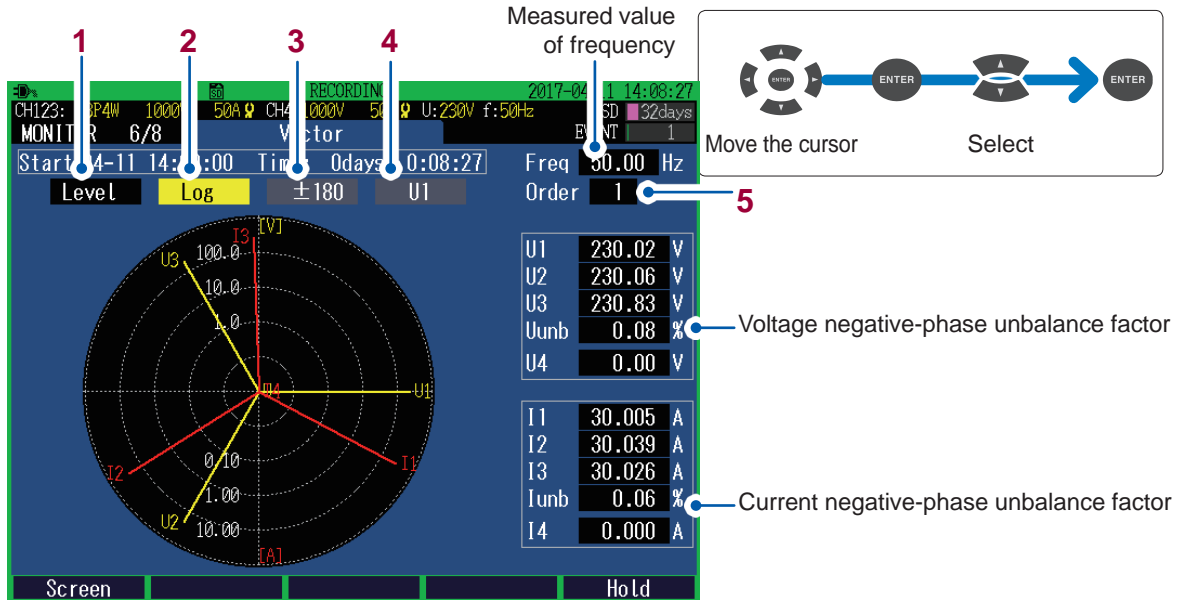 Measured value
of frequency
1 2 3 4
RECORDIN 2017-04 1 14:08:27
CH123: 3P4W 1000V 50A CH4 1000V 50 U:230V f:50Hz SD 32days
MONIT R 6/8 Vector EVENT 1
Start 4-11 14: :00 Tim 0days 0:08:27 Freq 50.00 Hz
Level Log ±180 U1 Order 1
5
ENTER ENTER ENTER
Move the cursor Select
[V]
I3
U3
100.0
10.0
1.0
U4
U1
0.10
I2
I1
1.00
U2
10.00
[A]
U1 230.02 V
U2 230.06 V
U3 230.83 V
Uunb 0.08 %
Voltage negative-phase unbalance factor
U4 0.00 V
I1 30.005 A
I2 30.039 A
I3 30.026 A
Iunb 0.06 %
Current negative-phase unbalance factor
I4 0.000 A
Screen Hold